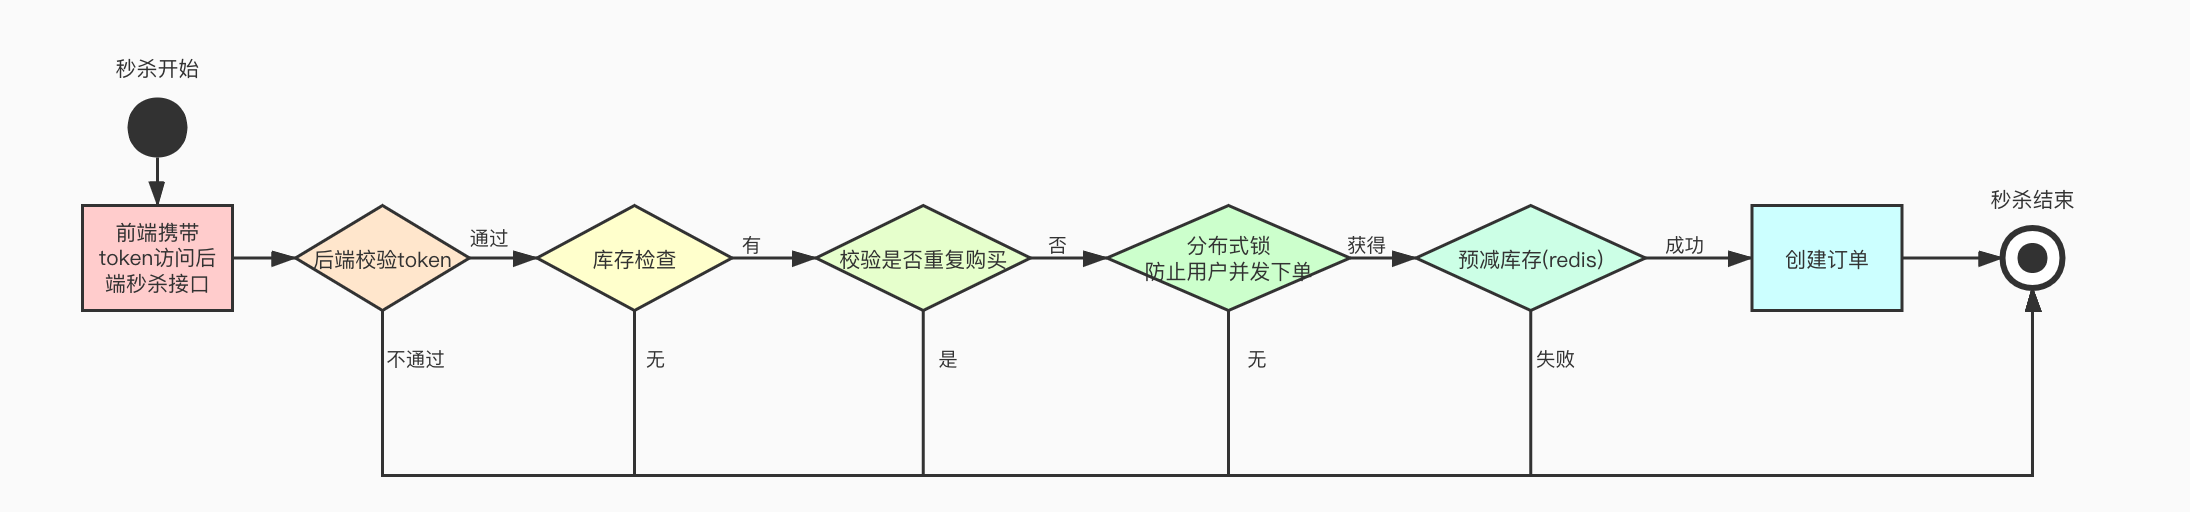 秒杀开始
前端携带
token访问后
端秒杀接口
后端校验token
通过
不通过
库存检查
有
无
校验是否重复购买
否
是
分布式锁
防止用户并发下单
获得
无
预减库存(redis)
成功
失败
创建订单
秒杀结束